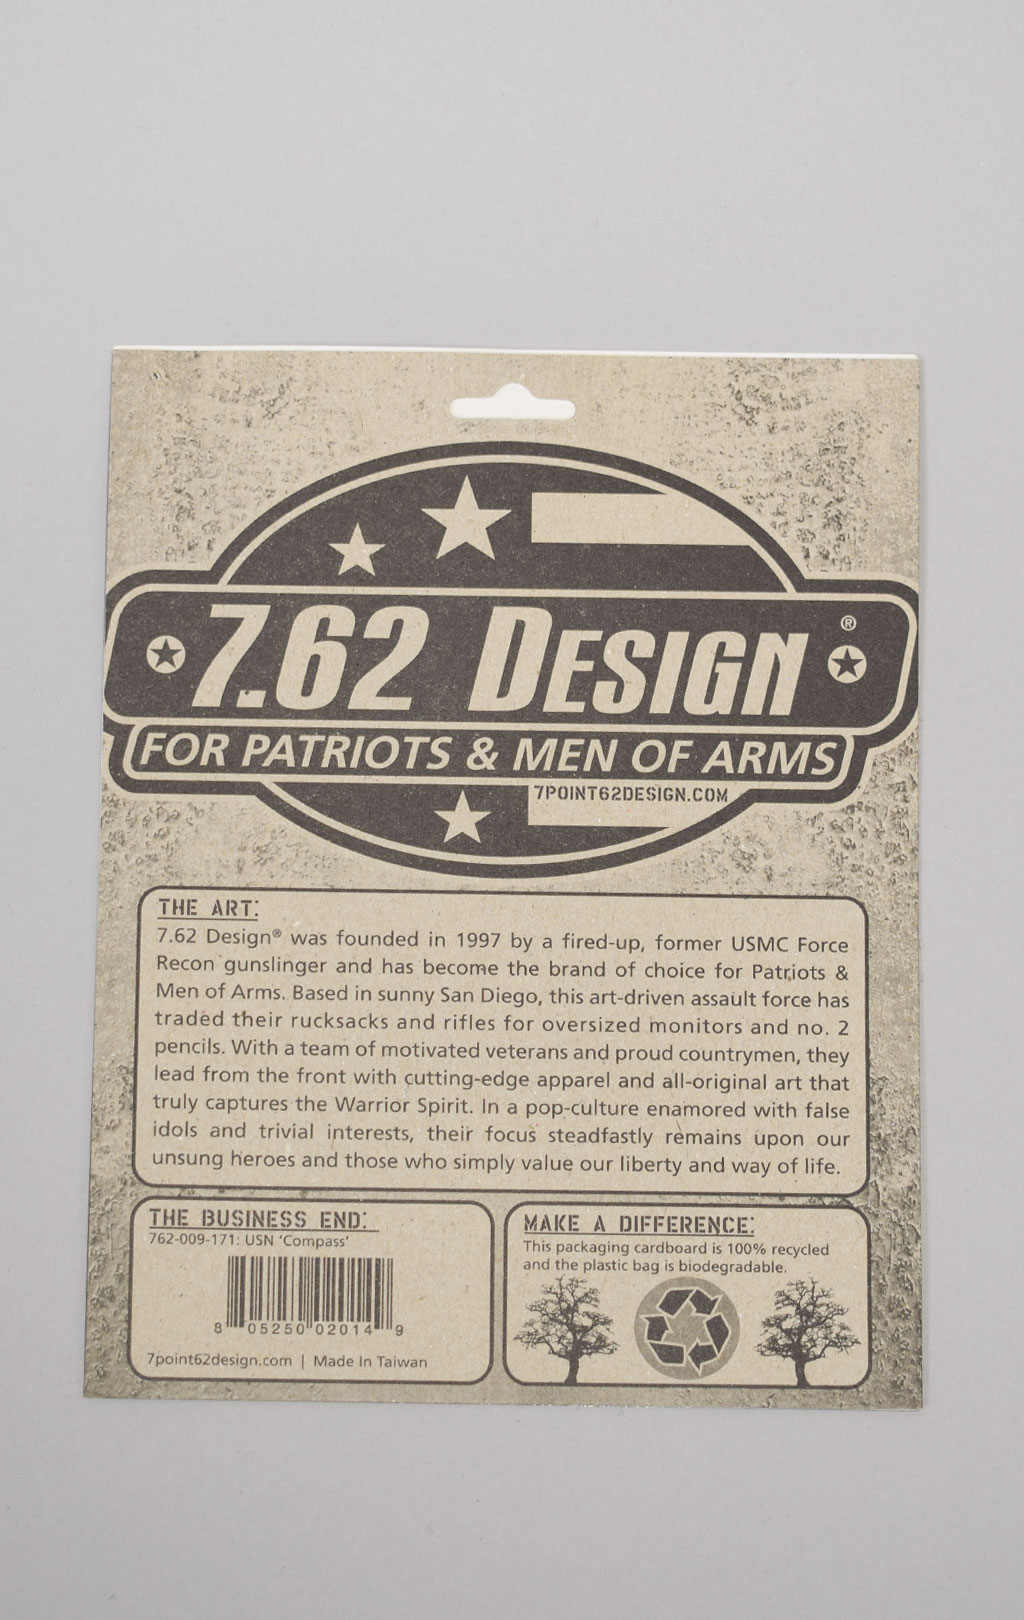 7.62 DESIGN ®
FOR PATRIOTS & MEN OF ARMS
7POINT62DESIGN.COM
THE ART:
7.62 Design® was founded in 1997 by a fired-up, former USMC Force
Recon gunslinger and has become the brand of choice for Patriots &
Men of Arms. Based in sunny San Diego, this art-driven assault force has
traded their rucksacks and rifles for oversized monitors and no. 2
pencils. With a team of motivated veterans and proud countrymen, they
lead from the front with cutting-edge apparel and all-original art that
truly captures the Warrior Spirit. In a pop-culture enamored with false
idols and trivial interests, their focus steadfastly remains upon our
unsung heroes and those who simply value our liberty and way of life.
THE BUSINESS END:
762-009-171: USN 'Compass'
8 05250 02014 9
7point62design.com | Made In Taiwan
MAKE A DIFFERENCE:
This packaging cardboard is 100% recycled
and the plastic bag is biodegradable.